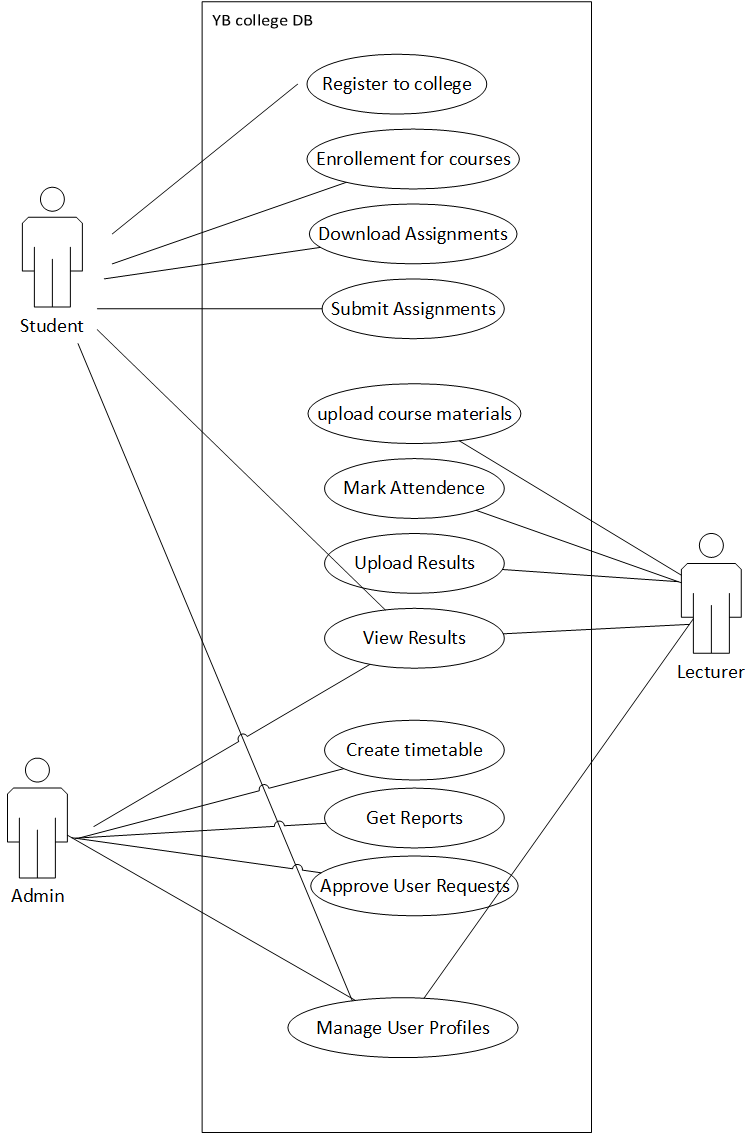 YB college DB
Register to college
Enrollement for courses
Download Assignments
Submit Assignments
Student
upload course materials
Mark Attendence
Upload Results
View Results
Lecturer
Create timetable
Get Reports
Approve User Requests
Admin
Manage User Profiles